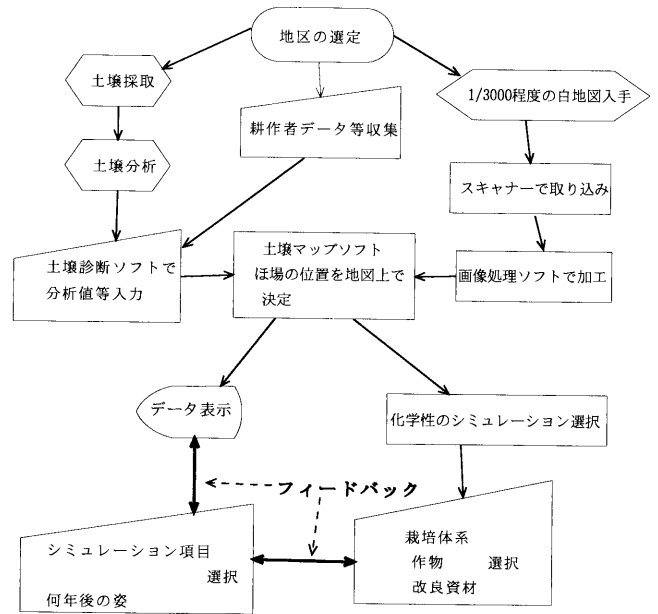 地区の選定
土壌採取
1/3000程度の白地図入手
耕作者データ等収集
土壌分析
スキャナーで取り込み
土壌診断ソフトで
分析値等入力
土壌マップソフト
ほ場の位置を地図上で
決定
画像処理ソフトで加工
データ表示
化学性のシミュレーション選択
フィードバック
シミュレーション項目
選択
何年後の姿
栽培体系
作物 選択
改良資材